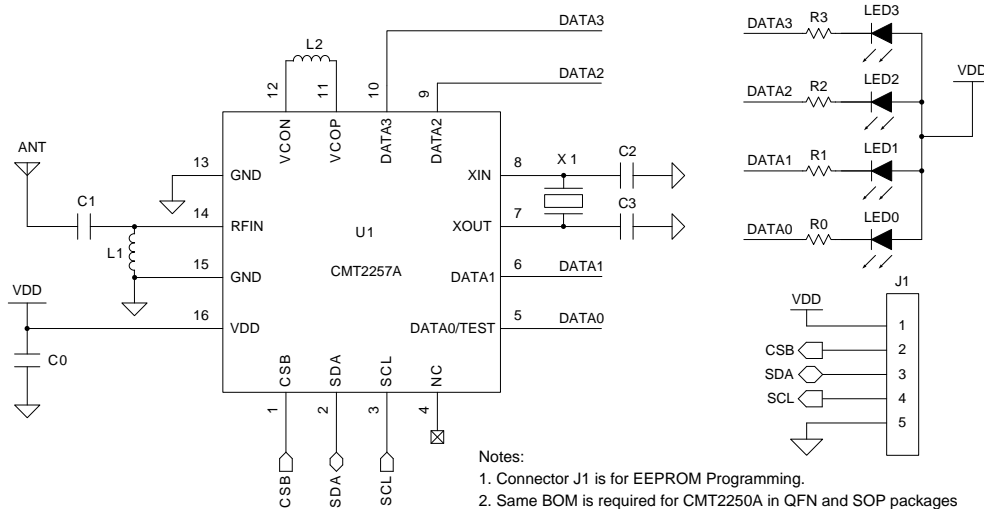 DATA3
DATA2
L2
12
11
10
9
VCON
VCOP
DATA3
DATA2
ANT
13
GND
XIN
8
X1
C2
C1
14
RFIN
XOUT
7
C3
L1
U1
15
GND
CMT2257A
DATA1
6
DATA1
VDD
16
VDD
DATA0/TEST
5
DATA0
C0
CSB
SDA
SCL
NC
1
2
3
4
CSB
SDA
SCL
LED3
DATA3
R3
VDD
LED2
DATA2
R2
LED1
DATA1
R1
LED0
DATA0
R0
J1
VDD
1
CSB
2
SDA
3
SCL
4
5
Notes:
1. Connector J1 is for EEPROM Programming.
2. Same BOM is required for CMT2250A in QFN and SOP packages